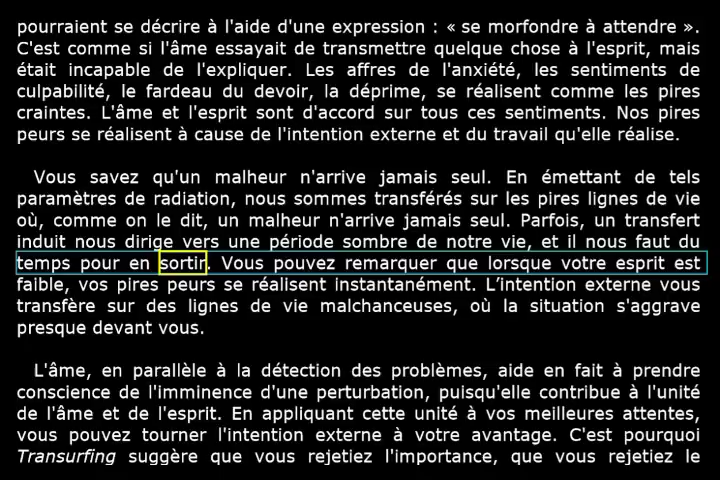 pourraient se décrire à l'aide d'une expression : « se morfondre à attendre ».
C'est comme si l'âme essayait de transmettre quelque chose à l'esprit, mais
était incapable de l'expliquer. Les affres de l'anxiété, les sentiments de
culpabilité, le fardeau du devoir, la déprime, se réalisent comme les pires
craintes. L'âme et l'esprit sont d'accord sur tous ces sentiments. Nos pires
peurs se réalisent à cause de l'intention externe et du travail qu'elle réalise.
Vous savez qu'un malheur n'arrive jamais seul. En émettant de tels
paramètres de radiation, nous sommes transférés sur les pires lignes de vie
où, comme on le dit, un malheur n'arrive jamais seul. Parfois, un transfert
induit nous dirige vers une période sombre de notre vie, et il nous faut du
temps pour en sortir. Vous pouvez remarquer que lorsque votre esprit est
faible, vos pires peurs se réalisent instantanément. L’intention externe vous
transfère sur des lignes de vie malchanceuses, où la situation s'aggrave
presque devant vous.
L'âme, en parallèle à la détection des problèmes, aide en fait à prendre
conscience de l'imminence d'une perturbation, puisqu'elle contribue à l'unité
de l'âme et de l'esprit. En appliquant cette unité à vos meilleures attentes,
vous pouvez tourner l'intention externe à votre avantage. C'est pourquoi
Transurfing suggère que vous rejetiez l'importance, que vous rejetiez le